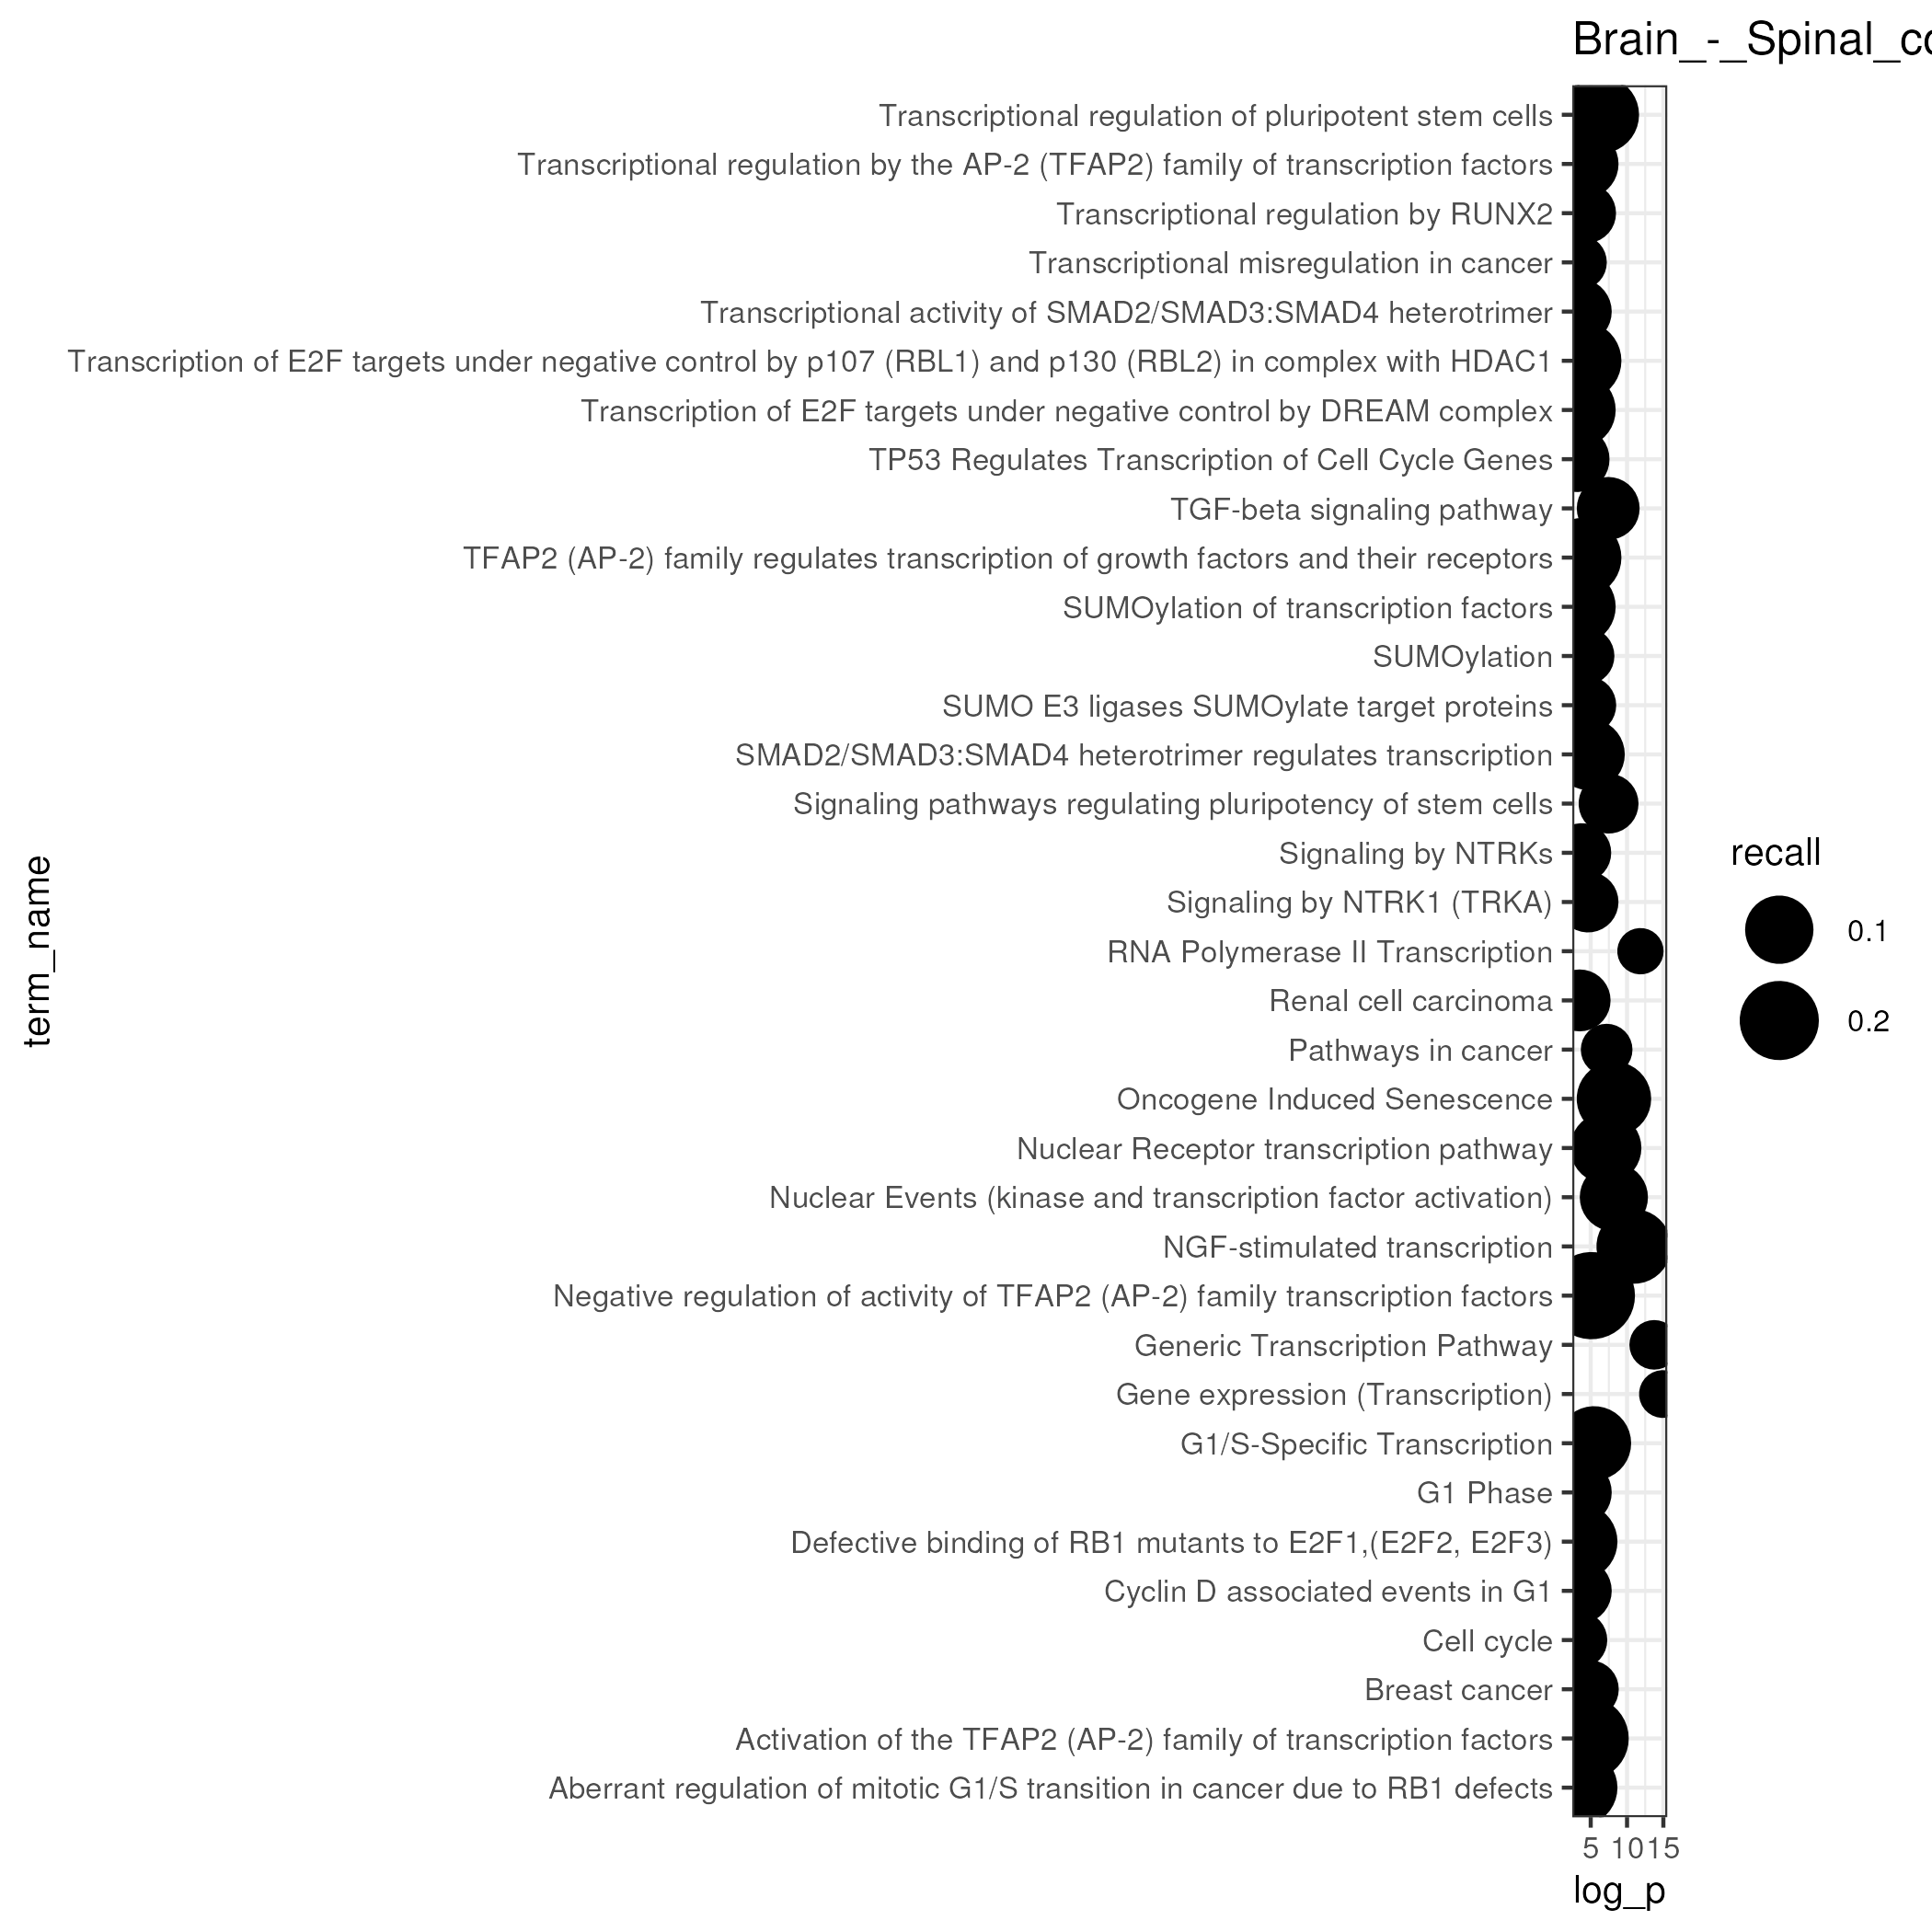 Brain_-_Spinal_co
Transcriptional regulation of pluripotent stem cells
Transcriptional regulation by the AP-2 (TFAP2) family of transcription factors
Transcriptional regulation by RUNX2
Transcriptional misregulation in cancer
Transcriptional activity of SMAD2/SMAD3:SMAD4 heterotrimer
Transcription of E2F targets under negative control by p107 (RBL1) and p130 (RBL2) in complex with HDAC1
Transcription of E2F targets under negative control by DREAM complex
TP53 Regulates Transcription of Cell Cycle Genes
TGF-beta signaling pathway
TFAP2 (AP-2) family regulates transcription of growth factors and their receptors
SUMOylation of transcription factors
SUMOylation
SUMO E3 ligases SUMOylate target proteins
SMAD2/SMAD3:SMAD4 heterotrimer regulates transcription
Signaling pathways regulating pluripotency of stem cells
Signaling by NTRKs
Signaling by NTRK1 (TRKA)
RNA Polymerase II Transcription
Renal cell carcinoma
Pathways in cancer
Oncogene Induced Senescence
Nuclear Receptor transcription pathway
Nuclear Events (kinase and transcription factor activation)
NGF-stimulated transcription
Negative regulation of activity of TFAP2 (AP-2) family transcription factors
Generic Transcription Pathway
Gene expression (Transcription)
G1/S-Specific Transcription
G1 Phase
Defective binding of RB1 mutants to E2F1,(E2F2, E2F3)
Cyclin D associated events in G1
Cell cycle
Breast cancer
Activation of the TFAP2 (AP-2) family of transcription factors
Aberrant regulation of mitotic G1/S transition in cancer due to RB1 defects
5 10 15
log_p
term_name
recall
0.1
0.2